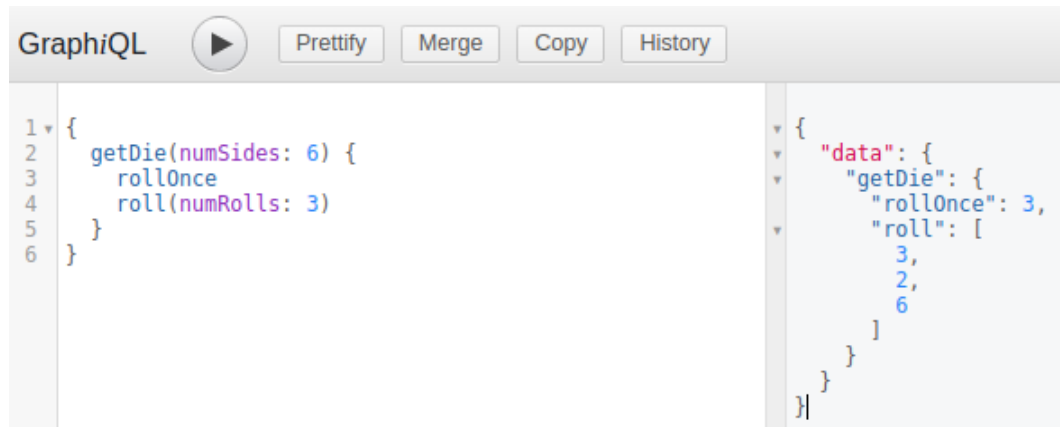 GraphiQL Prettify Merge Copy History
1 {
2   getDie(numSides: 6) {
3     rollOnce
4     roll(numRolls: 3)
5   }
6 }
{
  "data": {
    "getDie": {
      "rollOnce": 3,
      "roll": [
        3,
        2,
        6
      ]
    }
  }
}